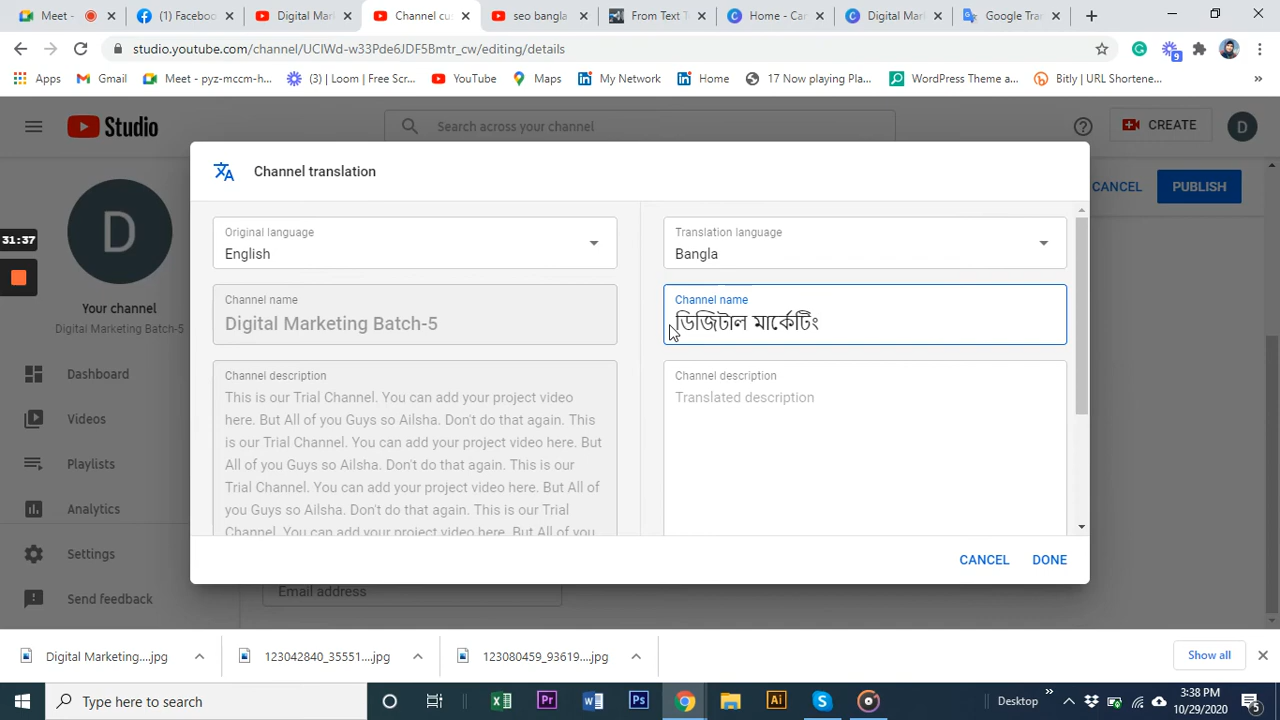 Meet -
(1) Facebo
Digital Mar
Channel cu
seo bangla
From Text T
Home - Can
Digital Mark
Google Tran
studio.youtube.com/channel/UCIWd-w33Pde6JDF5Bmtr_cw/editing/details
Apps
Gmail
Meet - pyz-mccm-h...
(3) | Loom | Free Scr...
YouTube
Maps
My Network
Home
17 Now playing Pla...
WordPress Theme a...
Bitly | URL Shortene...
9
»
Studio
Search across your channel
CREATE
D
Channel translation
CANCEL
PUBLISH
D
31:37
Original language
English
Translation language
Bangla
Channel name
Digital Marketing Batch-5
Channel name
ডিজিটাল মার্কেটিং
Your channel
Digital Marketing Batch-5
Channel description
This is our Trial Channel. You can add your project video
here. But All of you Guys so Ailsha. Don't do that again. This
is our Trial Channel. You can add your project video here. But
All of you Guys so Ailsha. Don't do that again. This is our
Trial Channel. You can add your project video here. But All of
you Guys so Ailsha. Don't do that again. This is our Trial
Channel. You can add your project video here. But All of you
Channel description
Translated description
Dashboard
Videos
Playlists
Analytics
Settings
Send feedback
CANCEL
DONE
Email address
Digital Marketing....jpg
123042840_35551....jpg
123080459_93619....jpg
Show all
Type here to search
Desktop
»
3:38 PM
10/29/2020
5